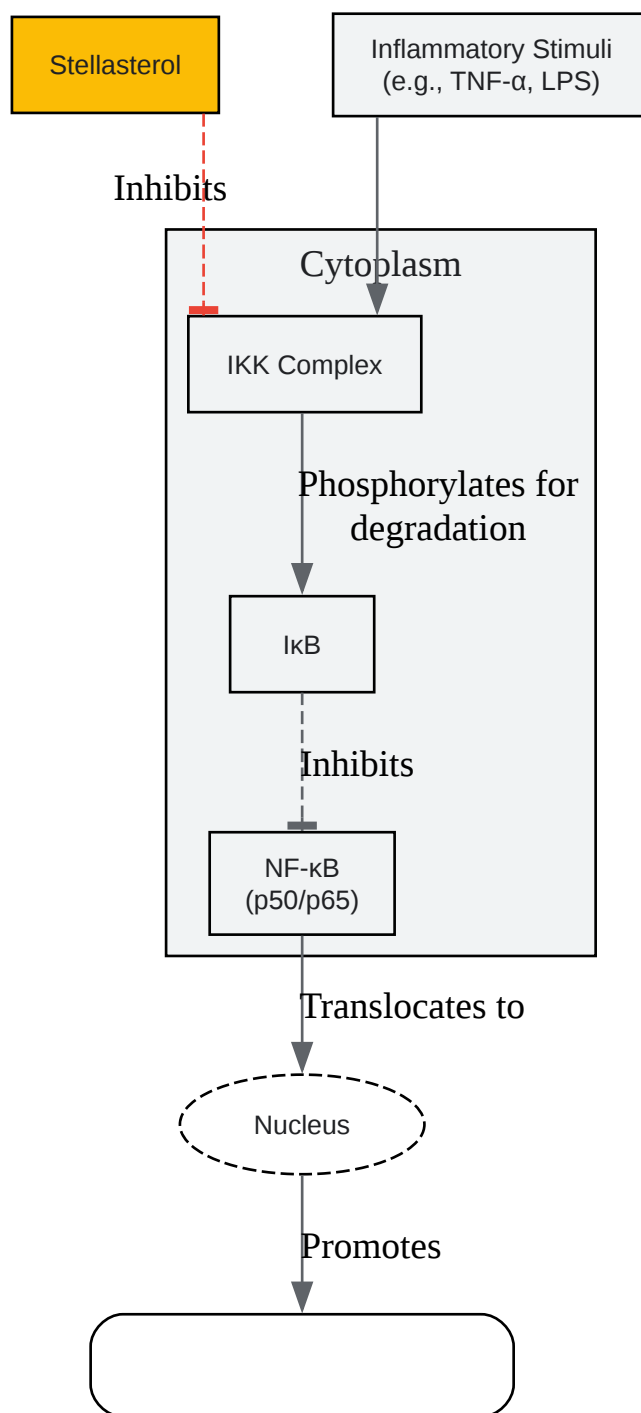 Stellasterol
Inflammatory Stimuli
(e.g., TNF-α, LPS)
Inhibits
Cytoplasm
IKK Complex
Phosphorylates for
degradation
IκB
Inhibits
NF-κB
(p50/p65)
Translocates to
Nucleus
Promotes